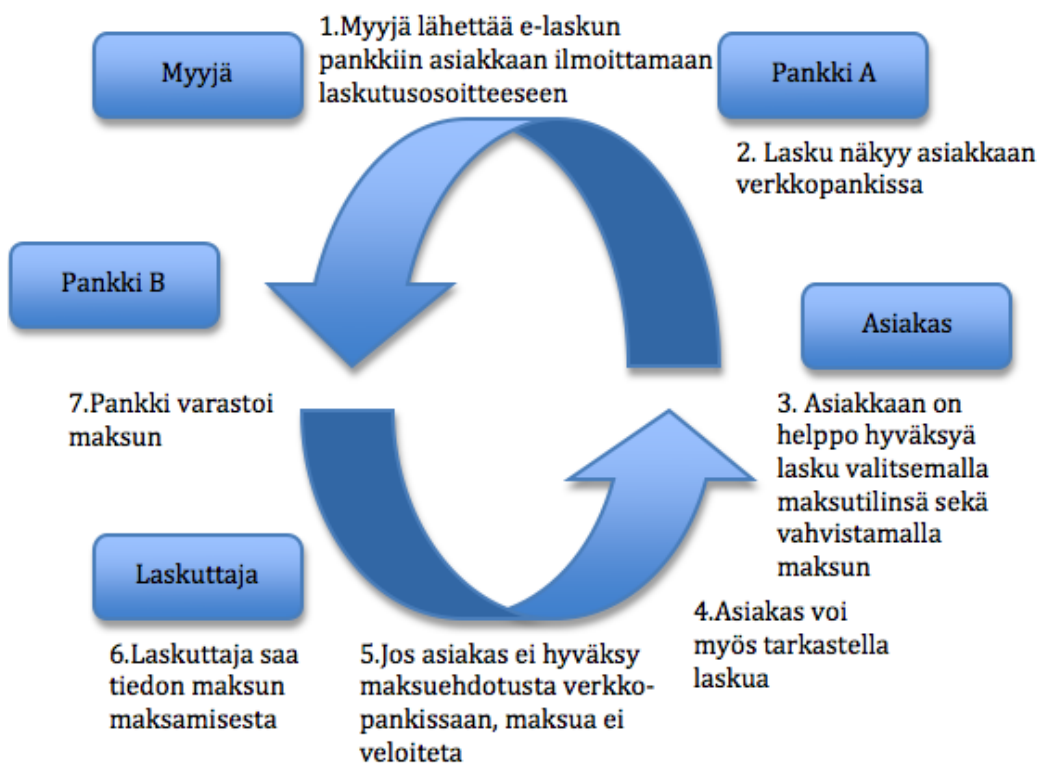 Myyjä
1.Myyjä lähettää e-laskun
pankkiin asiakkaan ilmoittamaan
laskutusosoitteeseen
Pankki A
2. Lasku näkyy asiakkaan
verkkopankissa
Pankki B
Asiakas
7.Pankki varastoi
maksun
3. Asiakkaan on
helppo hyväksyä
lasku valitsemalla
maksutilinsä sekä
vahvistamalla
maksun
Laskuttaja
4.Asiakas voi
myös tarkastella
laskua
6.Laskuttaja saa
tiedon maksun
maksamisesta
5.Jos asiakas ei hyväksy
maksuehdotusta verkko-
pankissaan, maksua ei
veloiteta